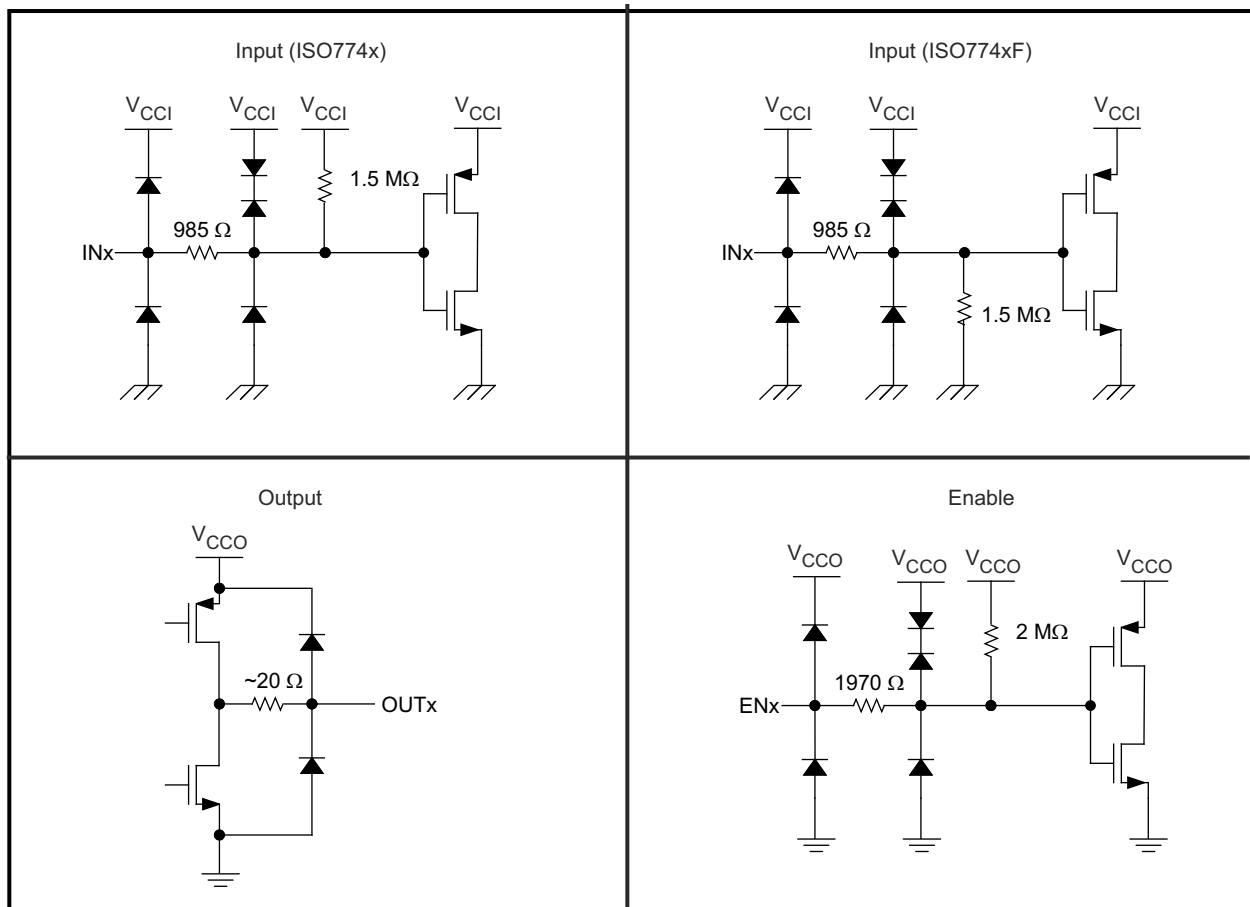 Input (ISO774x)
VCCI VCCI VCCI VCCI
1.5 MΩ
985 Ω
INx
Input (ISO774xF)
VCCI VCCI VCCI
985 Ω
INx
1.5 MΩ
Output
VCCO
~20 Ω
OUTx
Enable
VCCO VCCO VCCO VCCO
2 MΩ
1970 Ω
ENx